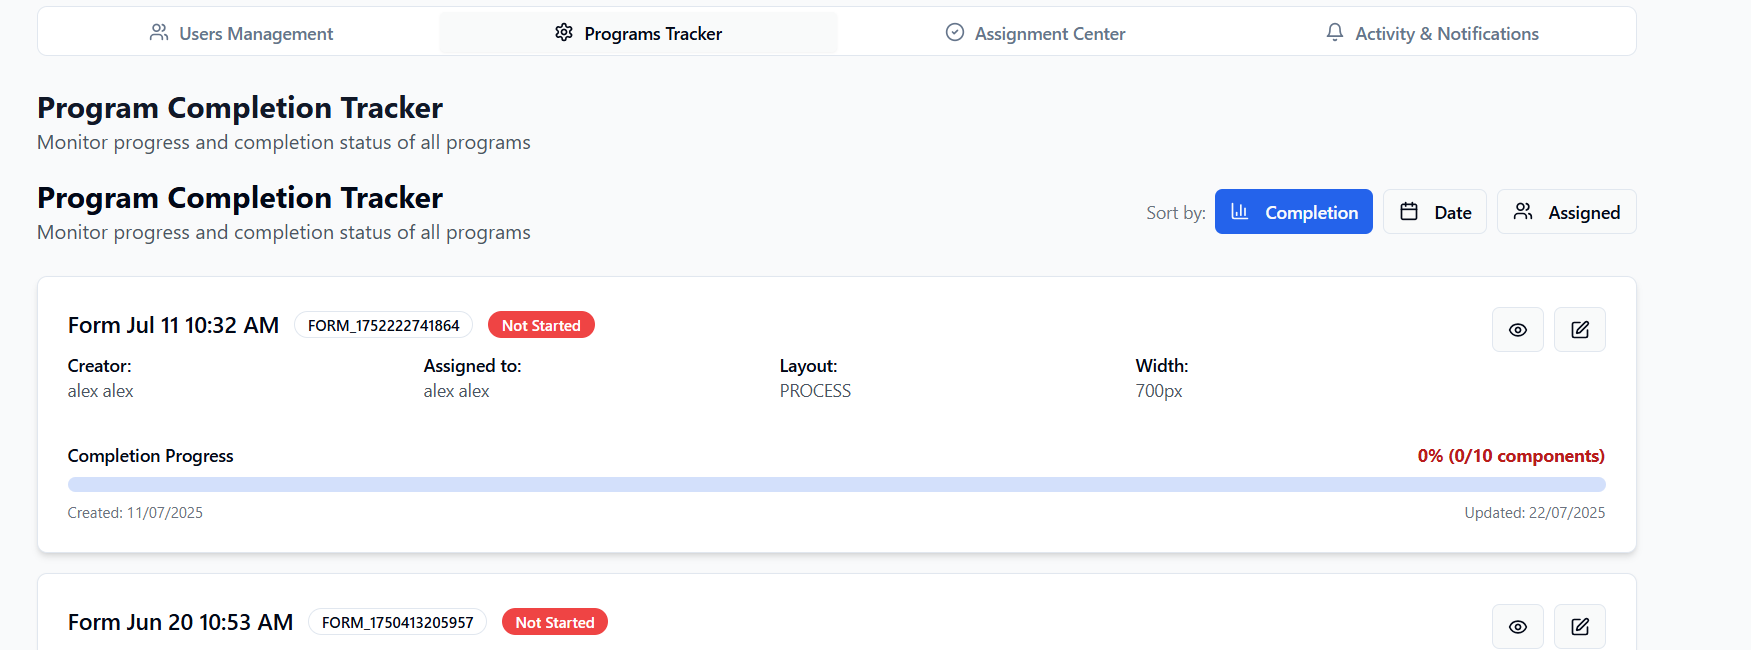 Users Management Programs Tracker Assignment Center Activity & Notifications
Program Completion Tracker
Monitor progress and completion status of all programs
Program Completion Tracker
Monitor progress and completion status of all programs
Sort by: Completion Date Assigned
Form Jul 11 10:32 AM FORM_1752222741864 Not Started
Creator: Assigned to: Layout: Width:
alex alex alex alex PROCESS 700px
Completion Progress 0% (0/10 components)
Created: 11/07/2025 Updated: 22/07/2025
Form Jun 20 10:53 AM FORM_1750413205957 Not Started